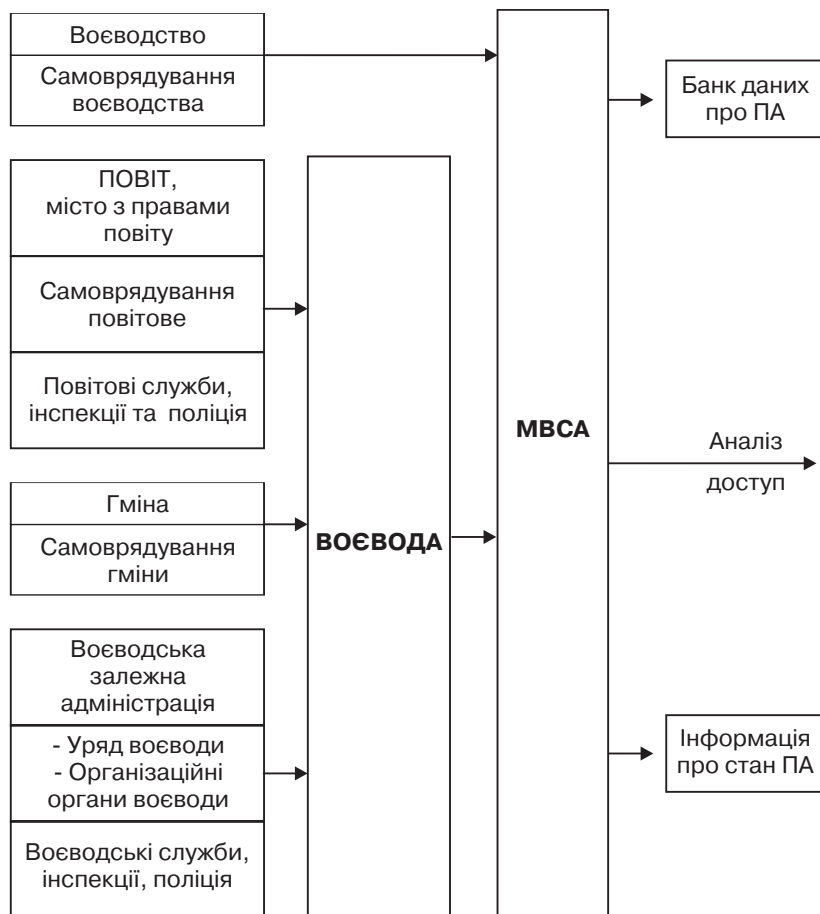 Воєводство
Самоврядування
воєводства
ПОВІТ,
місто з правами
повіту
Самоврядування
повітове
Повітові служби,
інспекції та поліція
Гміна
Самоврядування
гміни
Воєводська
залежна
адміністрація
- Уряд воєводи
- Організаційні
органи воєводи
Воєводські служби,
інспекції, поліція
ВОЄВОДА
МВСА
Банк даних
про ПА
Аналіз
доступ
Інформація
про стан ПА